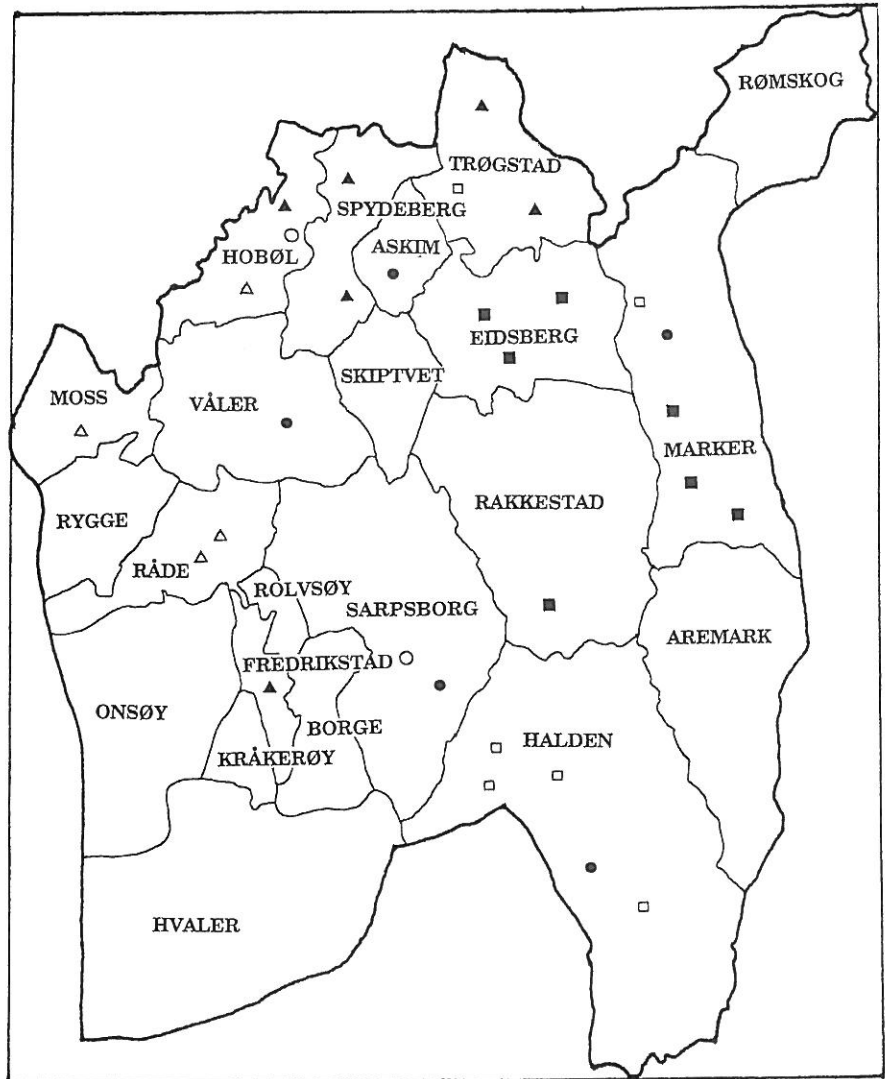 RØMSKOG
TRØGSTAD
SPYDEBERG
ASKIM
HOBØL
EIDSBERG
SKIPTVET
MOSS
VÅLER
MARKER
RAKKESTAD
RYGGE
RÅDE
ROLVSØY
SARPSBORG
AREMARK
FREDRIKSTAD
ONSØY
BORGE
HALDEN
KRÅKERØY
HVALER